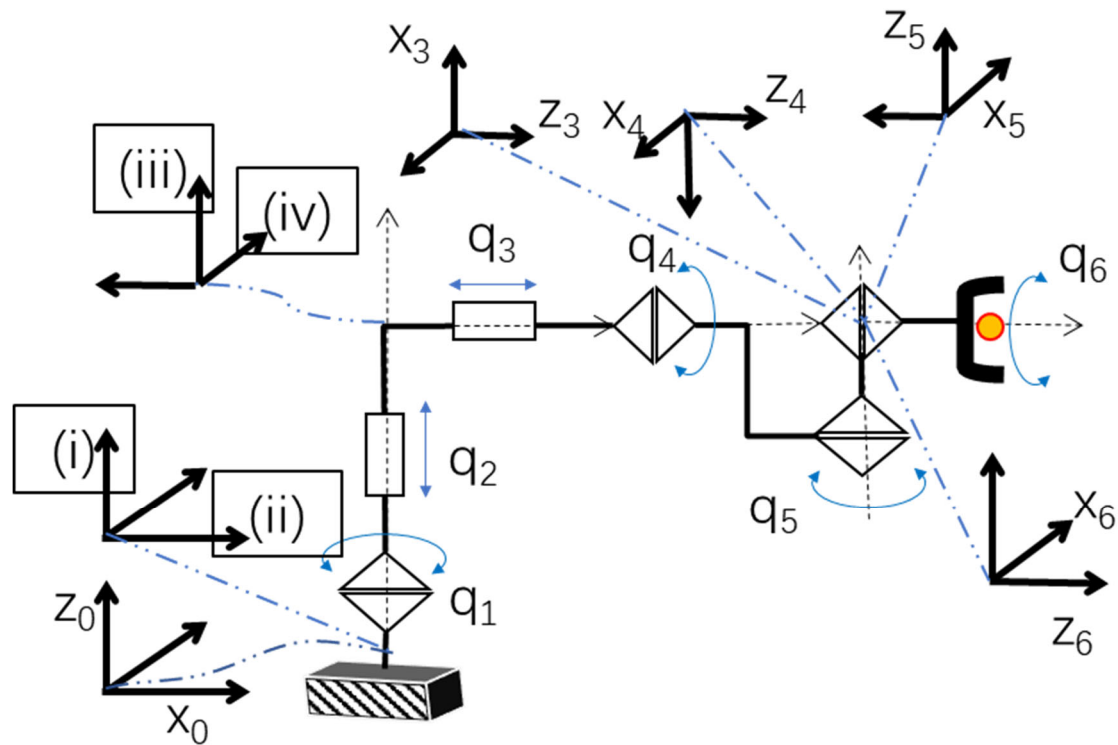 X₃
Z₃
X₄
Z₄
Z₅
X₅
(iii)
(iv)
q₃
q₄
q₆
(i)
(ii)
q₂
q₅
X₆
Z₆
q₁
Z₀
X₀